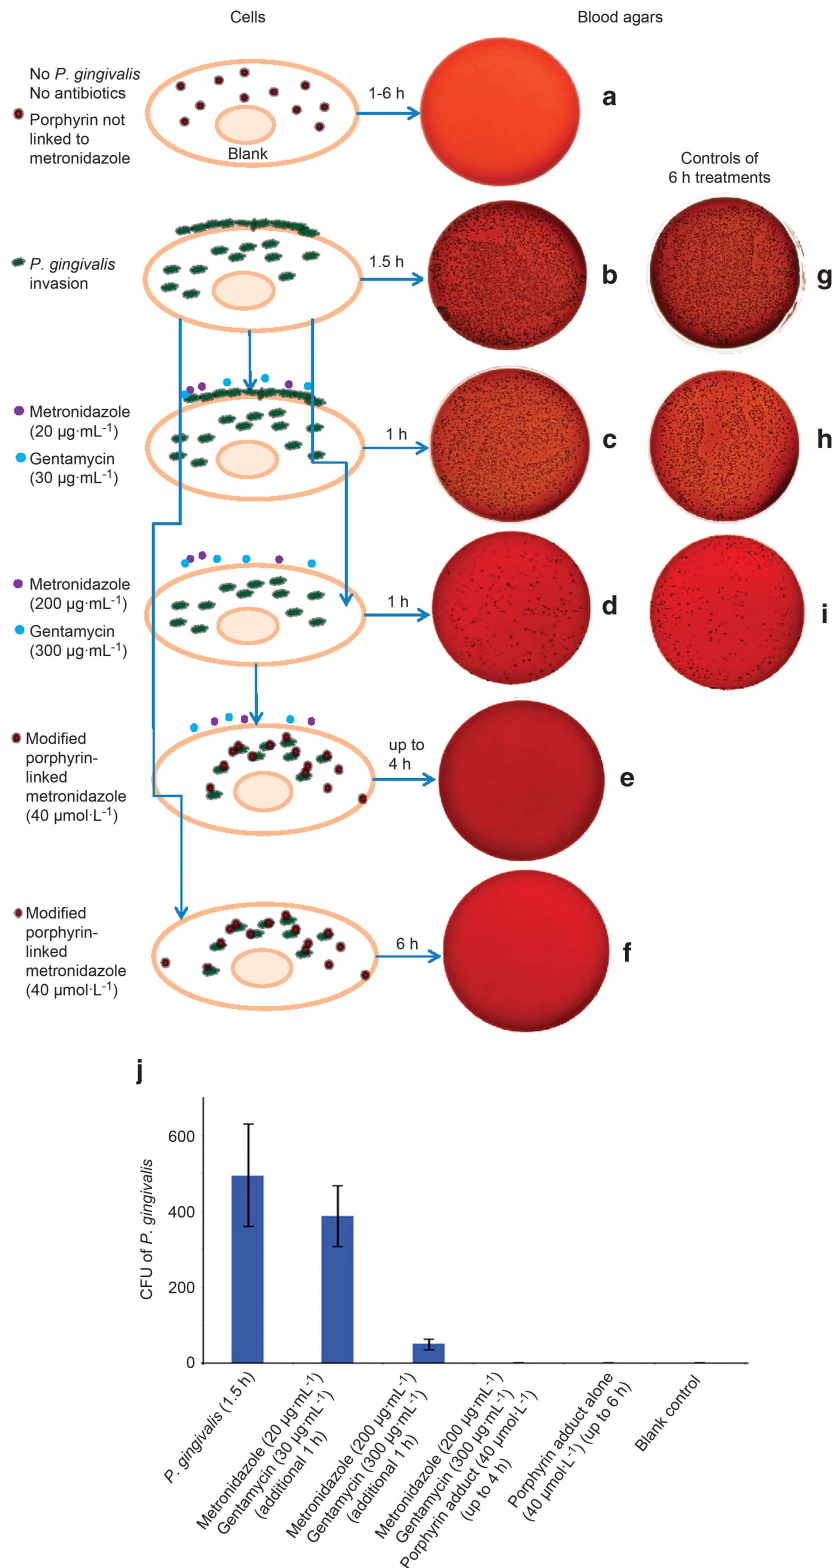 Cells
Blood agars
No P. gingivalis
No antibiotics
Porphyrin not
linked to
metronidazole
Blank
1-6 h
a
Controls of
6 h treatments
P. gingivalis
invasion
1.5 h
b
g
Metronidazole
(20 µg·mL-1)
Gentamycin
(30 µg·mL-1)
1 h
c
h
Metronidazole
(200 µg·mL-1)
Gentamycin
(300 µg·mL-1)
1 h
d
i
Modified
porphyrin-
linked
metronidazole
(40 µmol·L-1)
up to
4 h
e
Modified
porphyrin-
linked
metronidazole
(40 µmol·L-1)
6 h
f
j
CFU of P. gingivalis
600
400
200
0
P. gingivalis (1.5 h)
Metronidazole (20 µg·mL-1)
Gentamycin (30 µg·mL-1)
(additional 1 h)
Metronidazole (200 µg·mL-1)
Gentamycin (300 µg·mL-1)
(additional 1 h)
Metronidazole (200 µg·mL-1)
Gentamycin (300 µg·mL-1)
Porphyrin adduct (40 µmol·L-1)
(up to 4 h)
Porphyrin adduct alone
(40 µmol·L-1) (up to 6 h)
Blank control